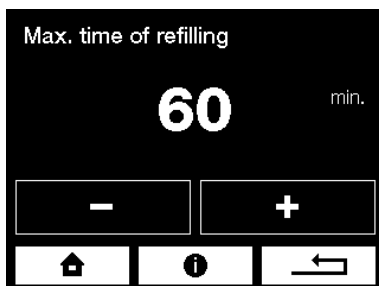 Max. time of refilling
60 min.
- +